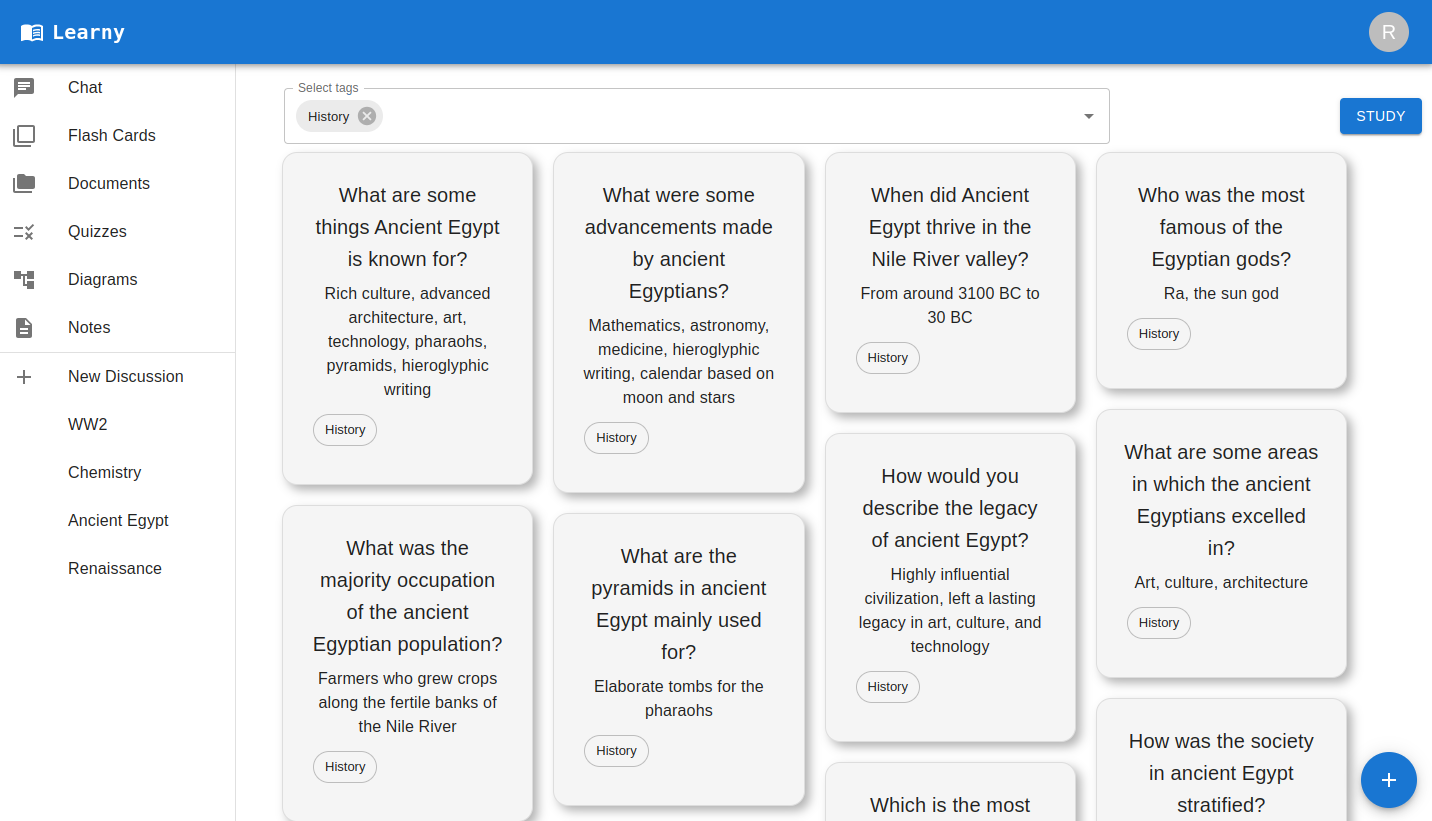 Learny
R
Chat
Flash Cards
Documents
Quizzes
Diagrams
Notes
New Discussion
WW2
Chemistry
Ancient Egypt
Renaissance
Select tags
History
STUDY
What are some
things Ancient Egypt
is known for?
Rich culture, advanced
architecture, art,
technology, pharaohs,
pyramids, hieroglyphic
writing
History
What was the
majority occupation
of the ancient
Egyptian population?
Farmers who grew crops
along the fertile banks of
the Nile River
History
What were some
advancements made
by ancient
Egyptians?
Mathematics, astronomy,
medicine, hieroglyphic
writing, calendar based on
moon and stars
History
What are the
pyramids in ancient
Egypt mainly used
for?
Elaborate tombs for the
pharaohs
History
When did Ancient
Egypt thrive in the
Nile River valley?
From around 3100 BC to
30 BC
History
How would you
describe the legacy
of ancient Egypt?
Highly influential
civilization, left a lasting
legacy in art, culture, and
technology
History
Which is the most
Who was the most
famous of the
Egyptian gods?
Ra, the sun god
History
What are some areas
in which the ancient
Egyptians excelled
in?
Art, culture, architecture
History
How was the society
in ancient Egypt
stratified?